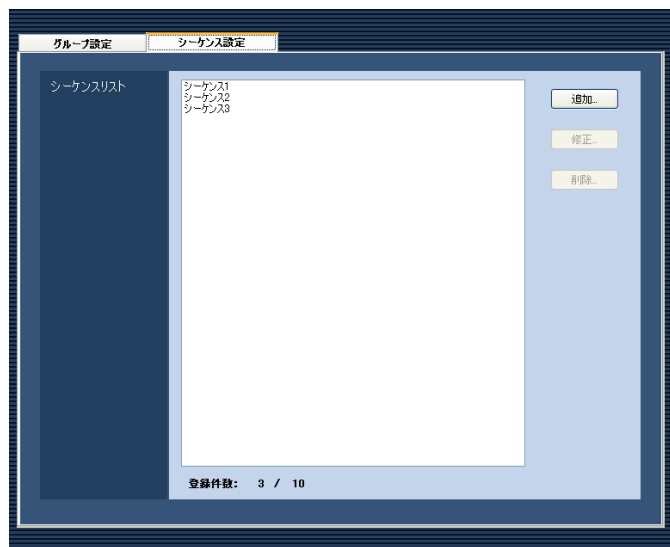 グループ設定 シーケンス設定
シーケンスリスト
シーケンス1
シーケンス2
シーケンス3
追加...
修正...
削除...
登録件数: 3 / 10